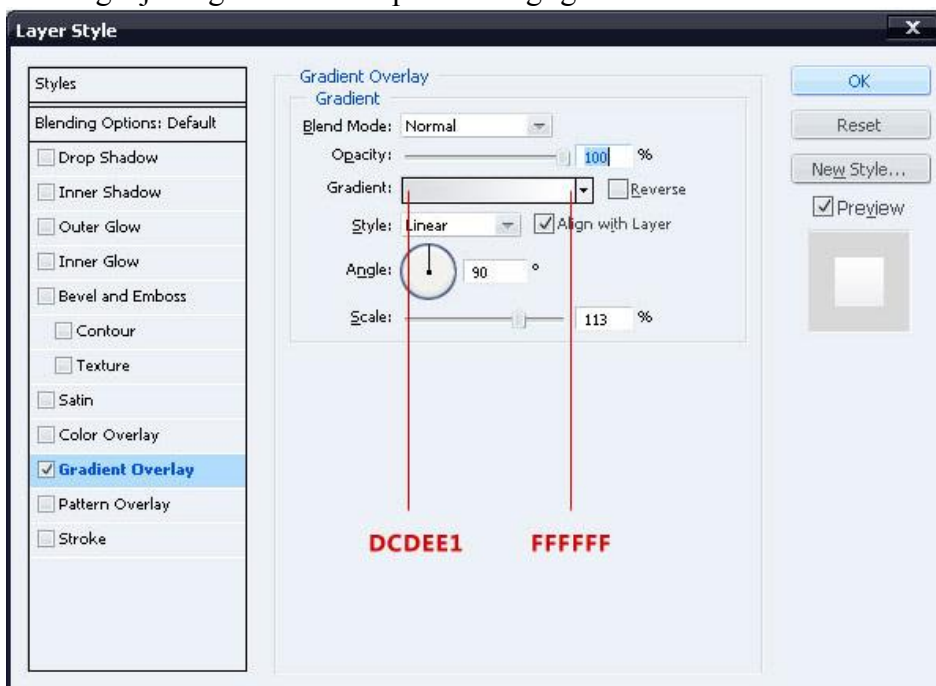 Layer Style
X
Styles
Blending Options: Default
Drop Shadow
Inner Shadow
Outer Glow
Inner Glow
Bevel and Emboss
Contour
Texture
Satin
Color Overlay
Gradient Overlay
Pattern Overlay
Stroke
Gradient Overlay
Gradient
Blend Mode: Normal
Opacity: 100 %
Gradient: Reverse
Style: Linear Align with Layer
Angle: 90 °
Scale: 113 %
DCDEE1 FFFFFF
OK
Reset
New Style...
Preview